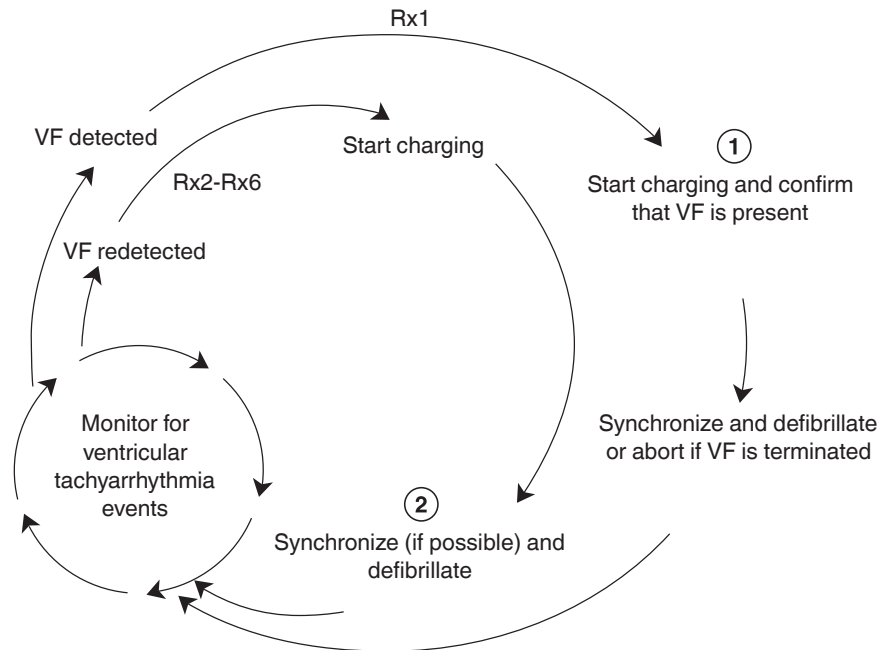 Rx1
VF detected
Start charging
1
Rx2-Rx6
Start charging and confirm
that VF is present
VF redetected
Monitor for
ventricular
tachyarrhythmia
events
Synchronize and defibrillate
or abort if VF is terminated
2
Synchronize (if possible) and
defibrillate